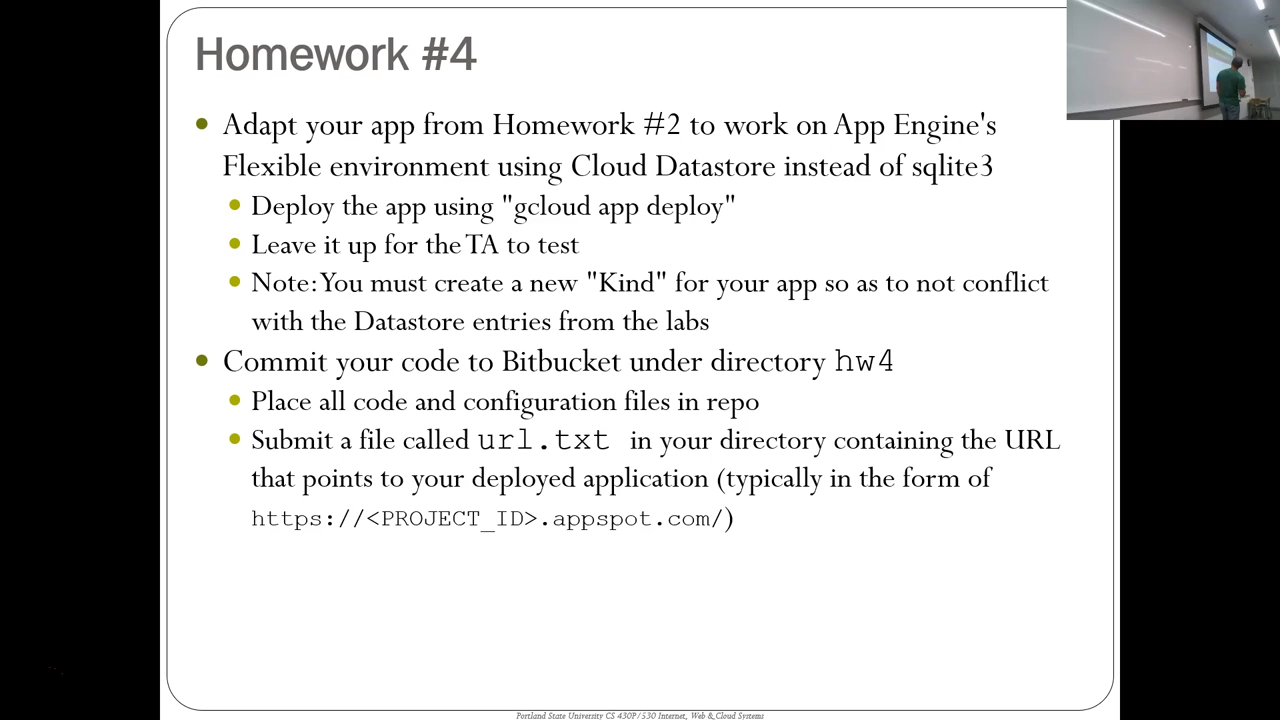 Homework #4
Adapt your app from Homework #2 to work on App Engine's
Flexible environment using Cloud Datastore instead of sqlite3
Deploy the app using "gcloud app deploy"
Leave it up for the TA to test
Note: You must create a new "Kind" for your app so as to not conflict
with the Datastore entries from the labs
Commit your code to Bitbucket under directory hw4
Place all code and configuration files in repo
Submit a file called url.txt in your directory containing the URL
that points to your deployed application (typically in the form of
https://<PROJECT_ID>.appspot.com/)
Portland State University CS 430P/530 Internet, Web & Cloud Systems